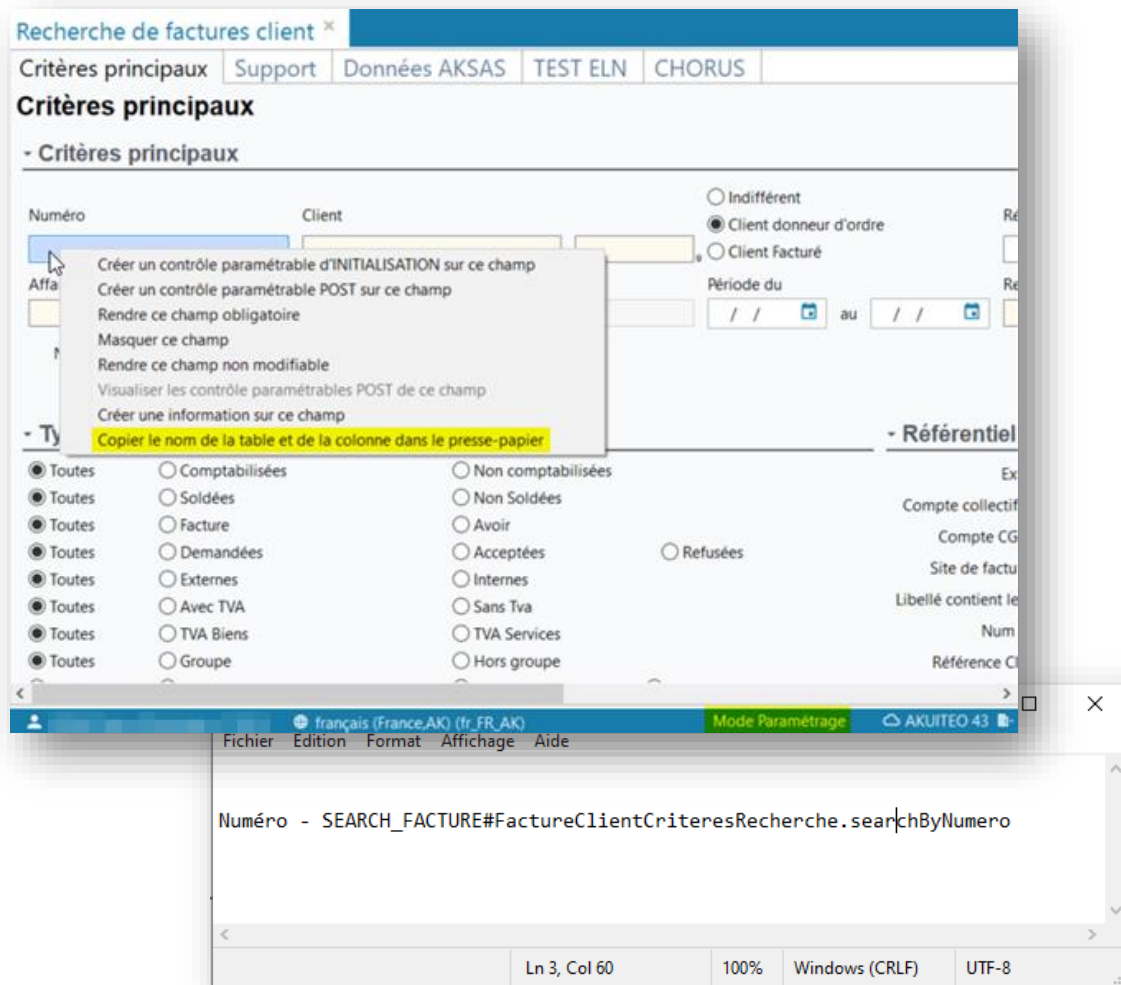 Recherche de factures client ×
Critères principaux Support Données AKSAS TEST ELN CHORUS
Critères principaux
- Critères principaux
Indifférent
Numéro Client
Client donneur d'ordre
Client Facturé
Créer un contrôle paramétrable d'INITIALISATION sur ce champ
Période du
Créer un contrôle paramétrable POST sur ce champ
/ / au / /
Rendre ce champ obligatoire
Masquer ce champ
Rendre ce champ non modifiable
Visualiser les contrôle paramétrables POST de ce champ
Créer une information sur ce champ
Copier le nom de la table et de la colonne dans le presse-papier
- Référentiel
Toutes Comptabilisées Non comptabilisées
Toutes Soldées Non Soldées
Compte collectif
Toutes Facture Avoir
Compte CG
Toutes Demandées Acceptées Refusées
Site de factu
Toutes Externes Internes
Libellé contient le
Toutes Avec TVA Sans Tva
Num
Toutes TVA Biens TVA Services
Référence Cl
Toutes Groupe Hors groupe
français (France,AK) (fr_FR_AK) Mode Paramétrage AKUITEO 43
Fichier Edition Format Affichage Aide
Numéro - SEARCH_FACTURE#FactureClientCriteresRecherche.searchByNumero
Ln 3, Col 60 100% Windows (CRLF) UTF-8